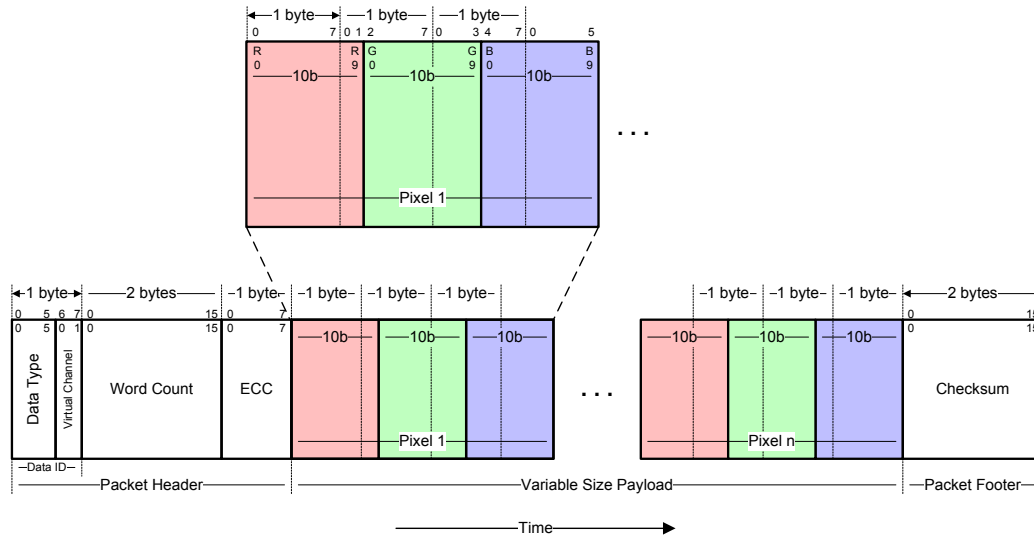 1 byte 1 byte 1 byte
0 7 0 1 2 7 0 3 4 7 0 5
R R G G B B
0 9 0 9 0 9
10b 10b 10b
. . .
Pixel 1
1 byte 2 bytes 1 byte 1 byte 1 byte 1 byte 1 byte 1 byte 1 byte 2 bytes
0 5 6 7 0 15 0 7 0 15
0 5 0 1 0 15 0 7 10b 10b 10b 10b 10b 10b 0 15
Data Type Virtual Channel Word Count ECC . . . Checksum
Pixel 1 Pixel n
Data ID
Packet Header Variable Size Payload Packet Footer
Time